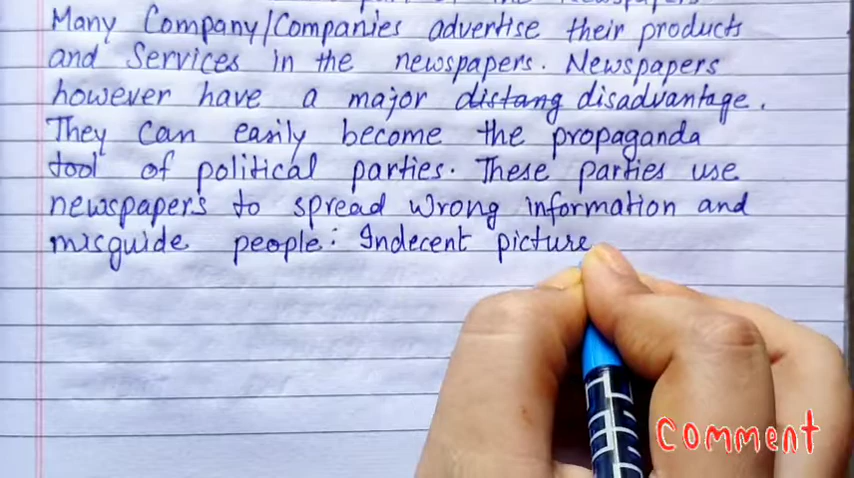 Many Company/Companies advertise their products
and Services in the newspapers. Newspapers
however have a major distang disadvantage.
They can easily become the propaganda
tool of political parties. These parties use
newspapers to spread wrong information and
misguide people: Indecent picture
Comment